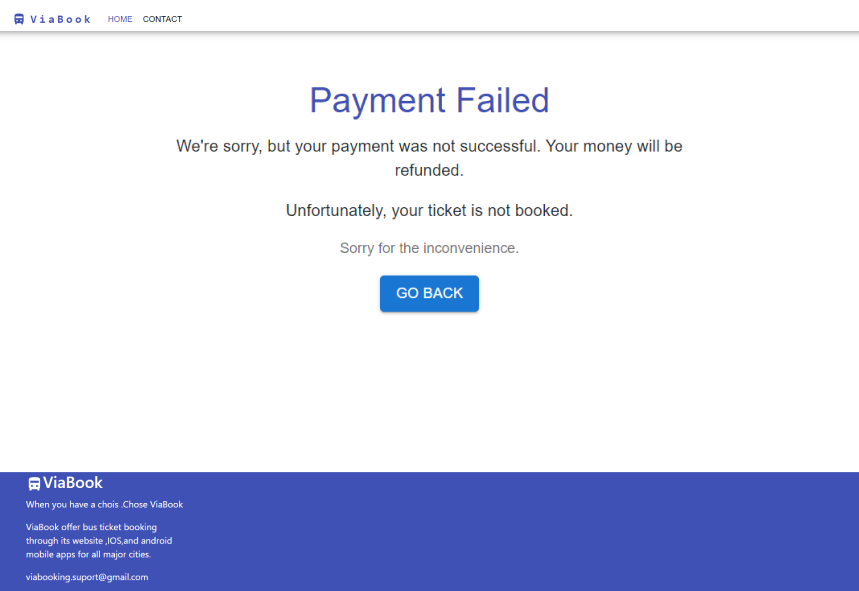 ViaBook HOME CONTACT
Payment Failed
We're sorry, but your payment was not successful. Your money will be
refunded.
Unfortunately, your ticket is not booked.
Sorry for the inconvenience.
GO BACK
ViaBook
When you have a chois .Chose ViaBook
ViaBook offer bus ticket booking
through its website ,IOS,and android
mobile apps for all major cities.
viabooking.suport@gmail.com